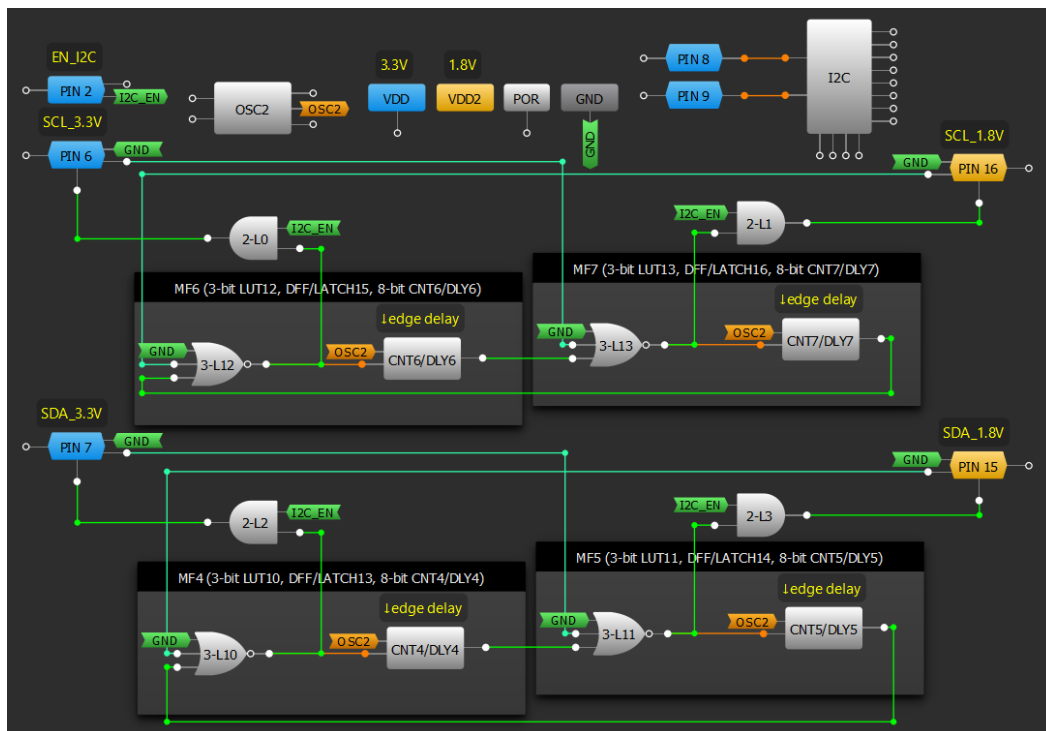 EN_I2C
PIN 2
I2C_EN
OSC2
OSC2
3.3V
VDD
1.8V
VDD2
POR
GND
GND
PIN 8
PIN 9
I2C
SCL_3.3V
PIN 6
GND
SCL_1.8V
GND
PIN 16
2-L0
I2C_EN
I2C_EN
2-L1
MF6 (3-bit LUT12, DFF/LATCH15, 8-bit CNT6/DLY6)
↓edge delay
GND
3-L12
OSC2
CNT6/DLY6
MF7 (3-bit LUT13, DFF/LATCH16, 8-bit CNT7/DLY7)
↓edge delay
GND
3-L13
OSC2
CNT7/DLY7
SDA_3.3V
PIN 7
GND
SDA_1.8V
GND
PIN 15
2-L2
I2C_EN
I2C_EN
2-L3
MF4 (3-bit LUT10, DFF/LATCH13, 8-bit CNT4/DLY4)
↓edge delay
GND
3-L10
OSC2
CNT4/DLY4
MF5 (3-bit LUT11, DFF/LATCH14, 8-bit CNT5/DLY5)
↓edge delay
GND
3-L11
OSC2
CNT5/DLY5